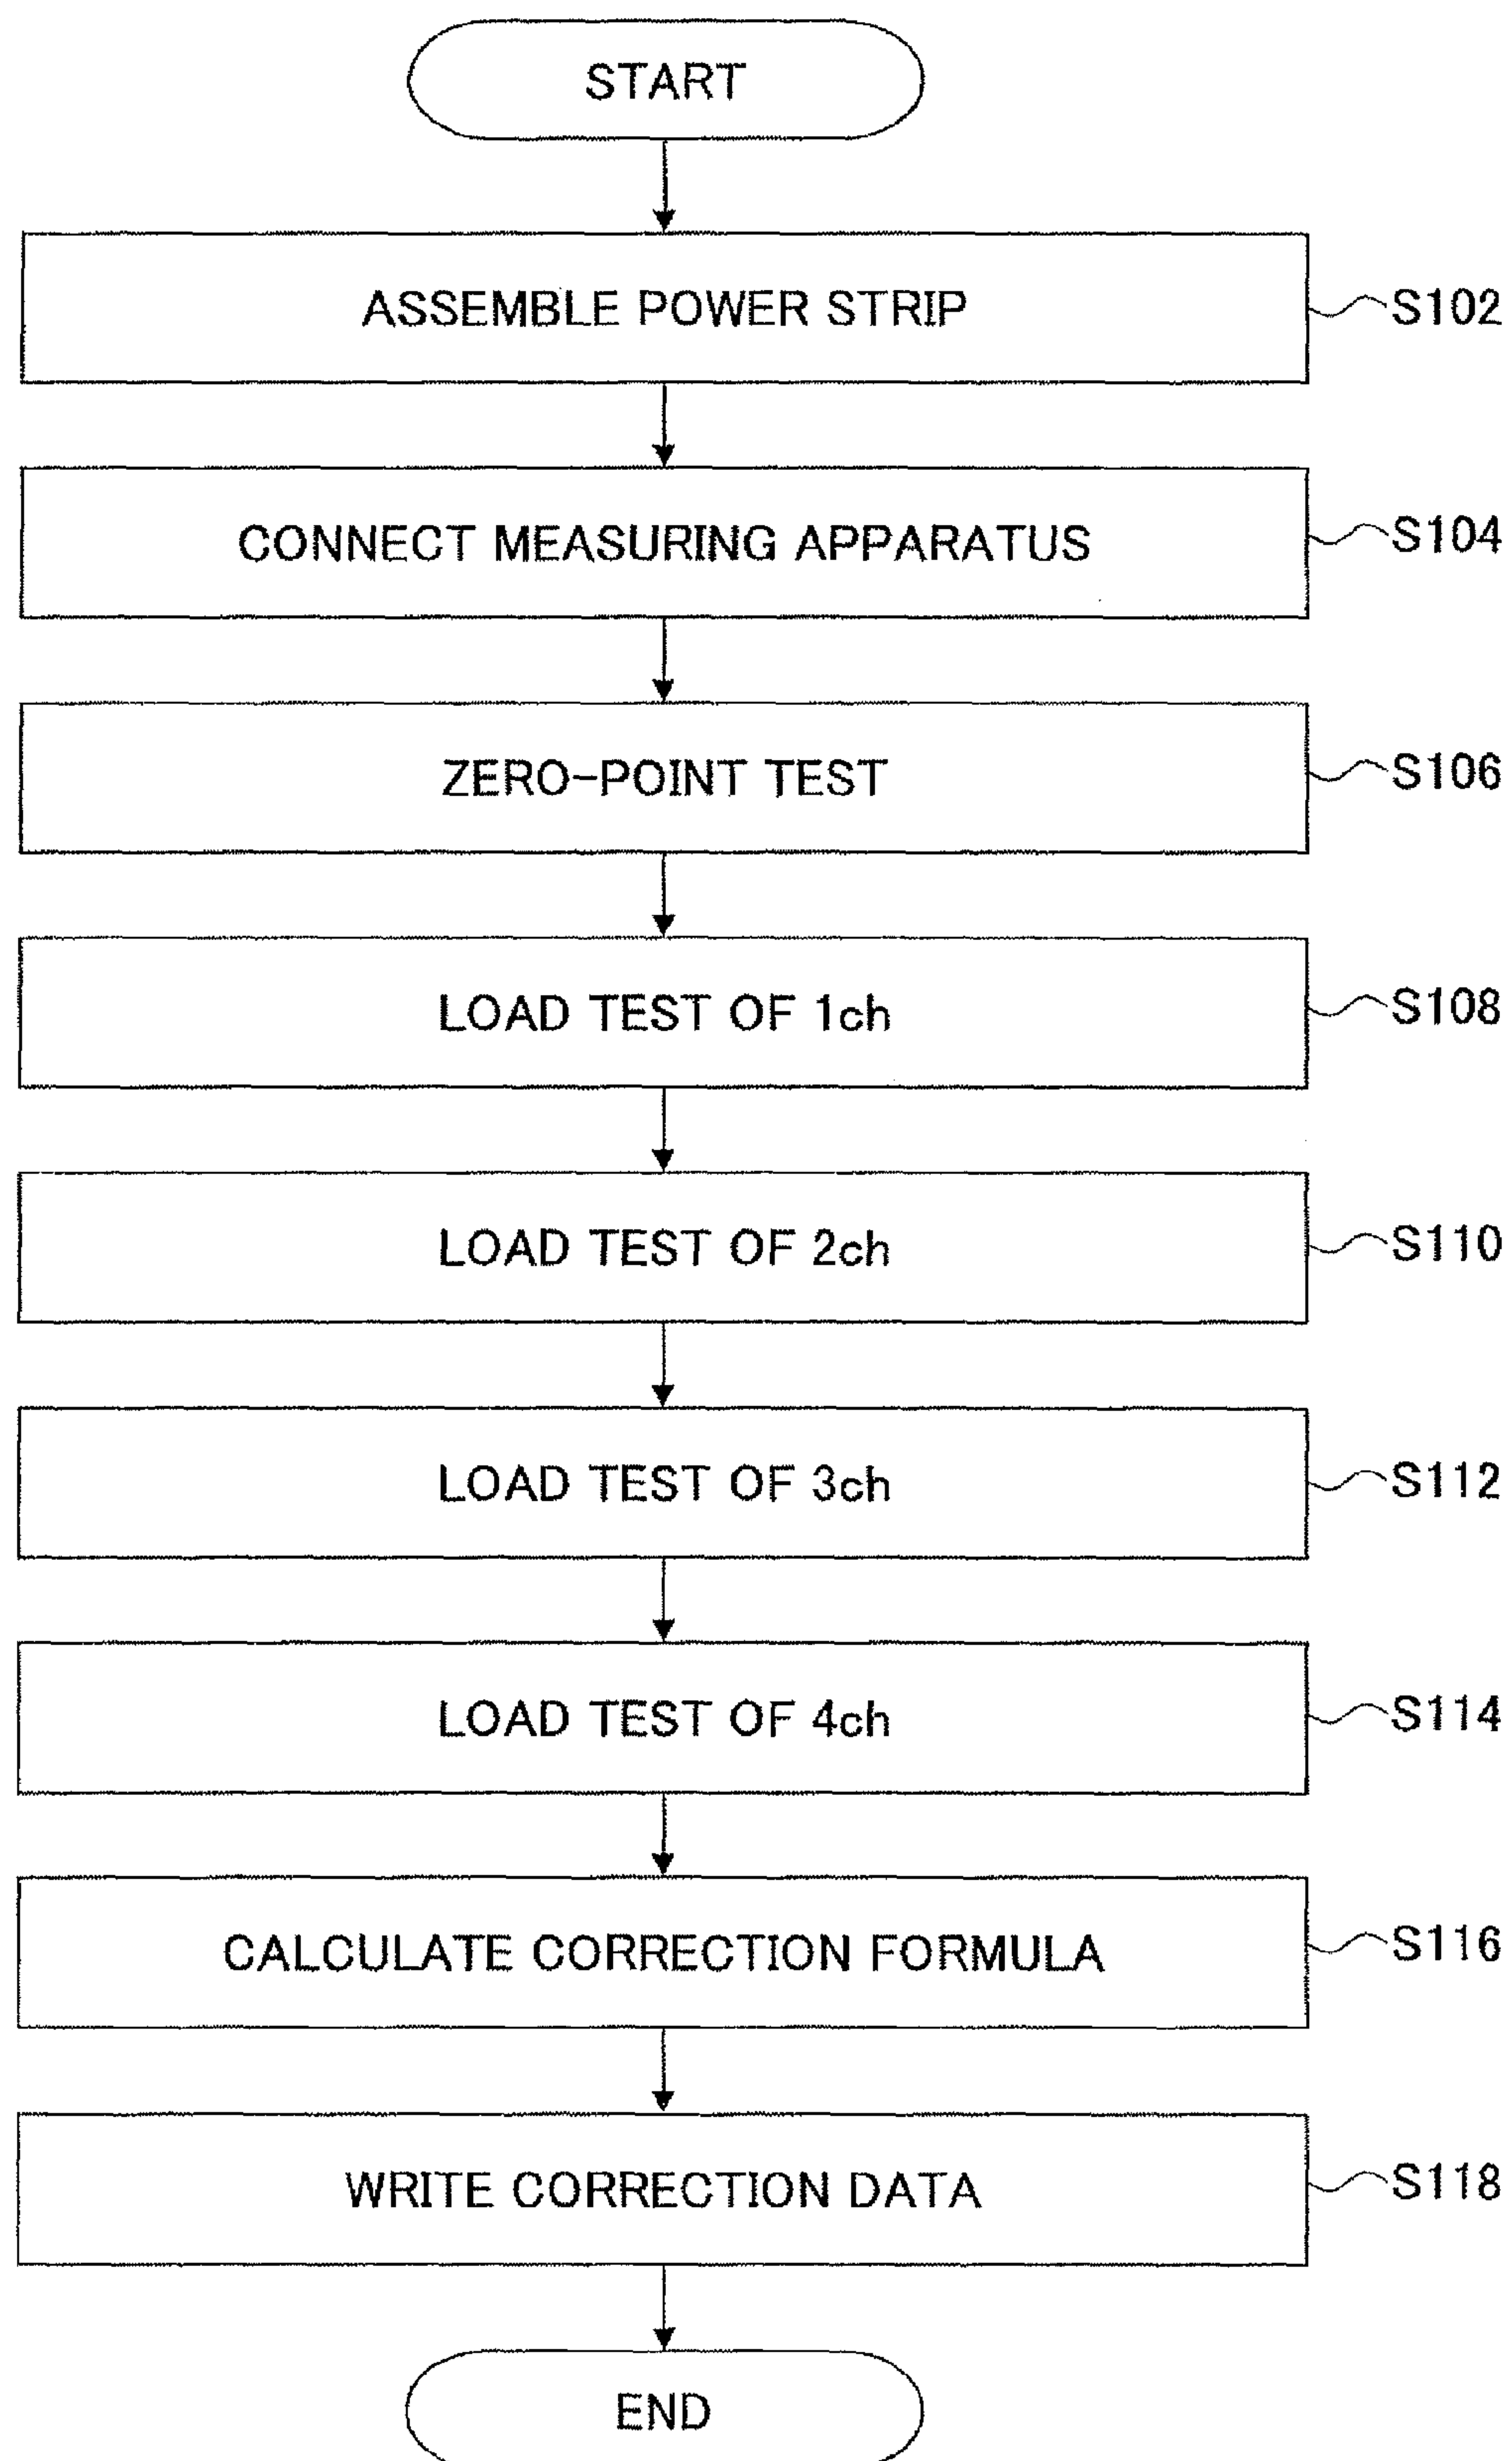 START
ASSEMBLE POWER STRIP
S102
CONNECT MEASURING APPARATUS
S104
ZERO-POINT TEST
S106
LOAD TEST OF 1ch
S108
LOAD TEST OF 2ch
S110
LOAD TEST OF 3ch
S112
LOAD TEST OF 4ch
S114
CALCULATE CORRECTION FORMULA
S116
WRITE CORRECTION DATA
S118
END